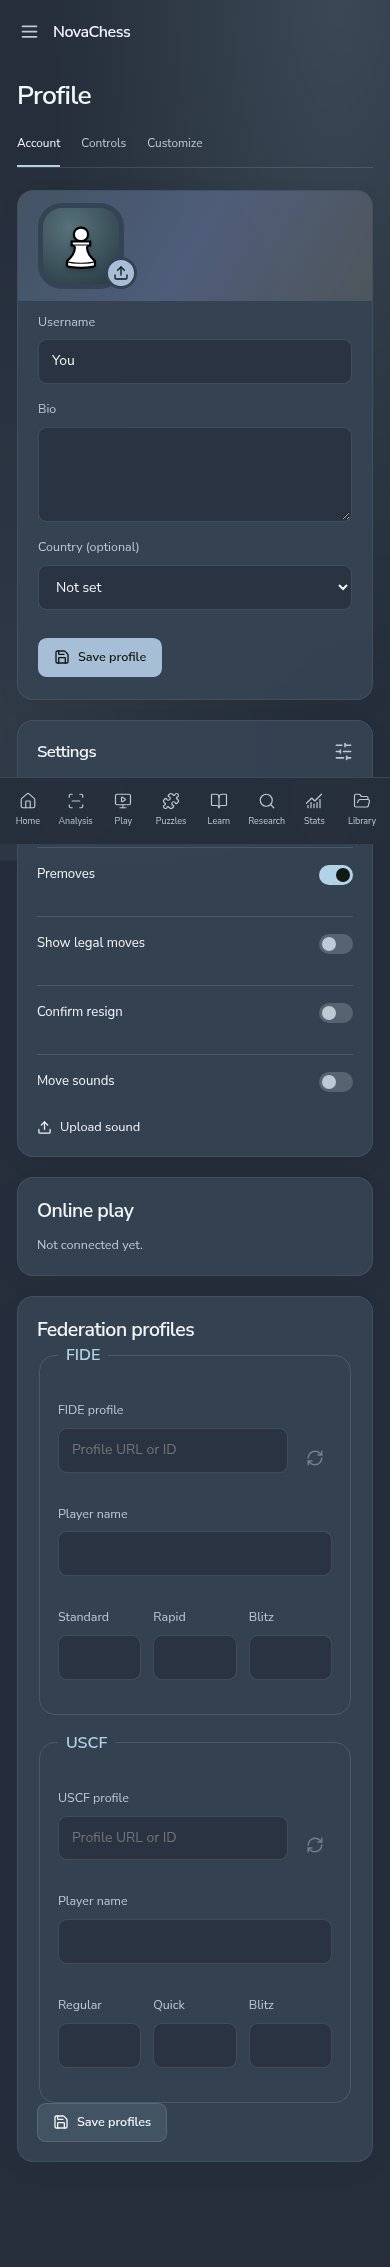 NovaChess
Profile
Account Controls Customize
Username
You
Bio
Country (optional)
Not set
Save profile
Settings
Home Analysis Play Puzzles Learn Research Stats Library
Premoves
Show legal moves
Confirm resign
Move sounds
Upload sound
Online play
Not connected yet.
Federation profiles
FIDE
FIDE profile
Profile URL or ID
Player name
Standard Rapid Blitz
USCF
USCF profile
Profile URL or ID
Player name
Regular Quick Blitz
Save profiles